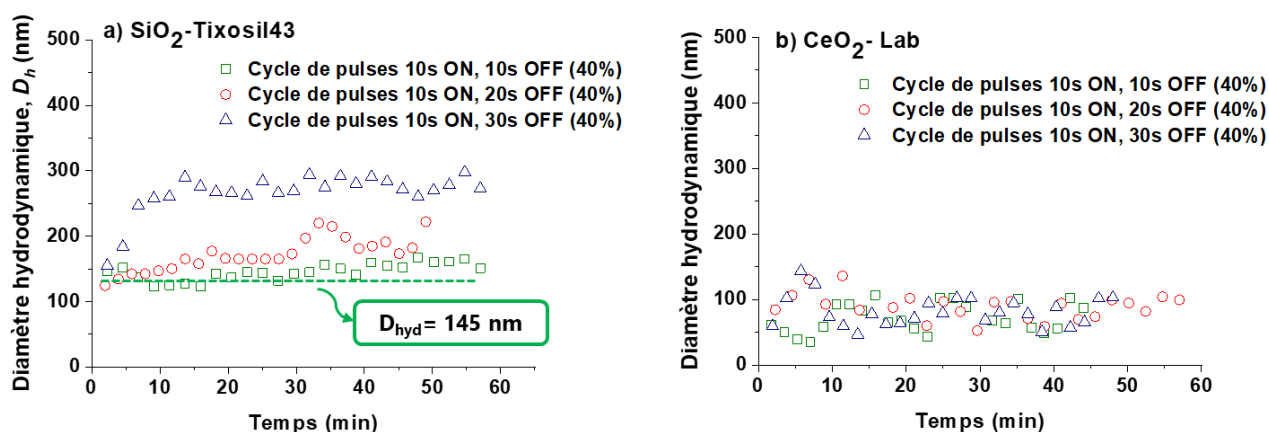 a) SiO2-Tixosil43
Diamètre hydrodynamique, Dh (nm)
500
400
300
200
100
0
Cycle de pulses 10s ON, 10s OFF (40%)
Cycle de pulses 10s ON, 20s OFF (40%)
Cycle de pulses 10s ON, 30s OFF (40%)
Dhyd= 145 nm
0 10 20 30 40 50 60
Temps (min)
b) CeO2- Lab
Diamètre hydrodynamique (nm)
500
400
300
200
100
0
Cycle de pulses 10s ON, 10s OFF (40%)
Cycle de pulses 10s ON, 20s OFF (40%)
Cycle de pulses 10s ON, 30s OFF (40%)
0 10 20 30 40 50 60
Temps (min)